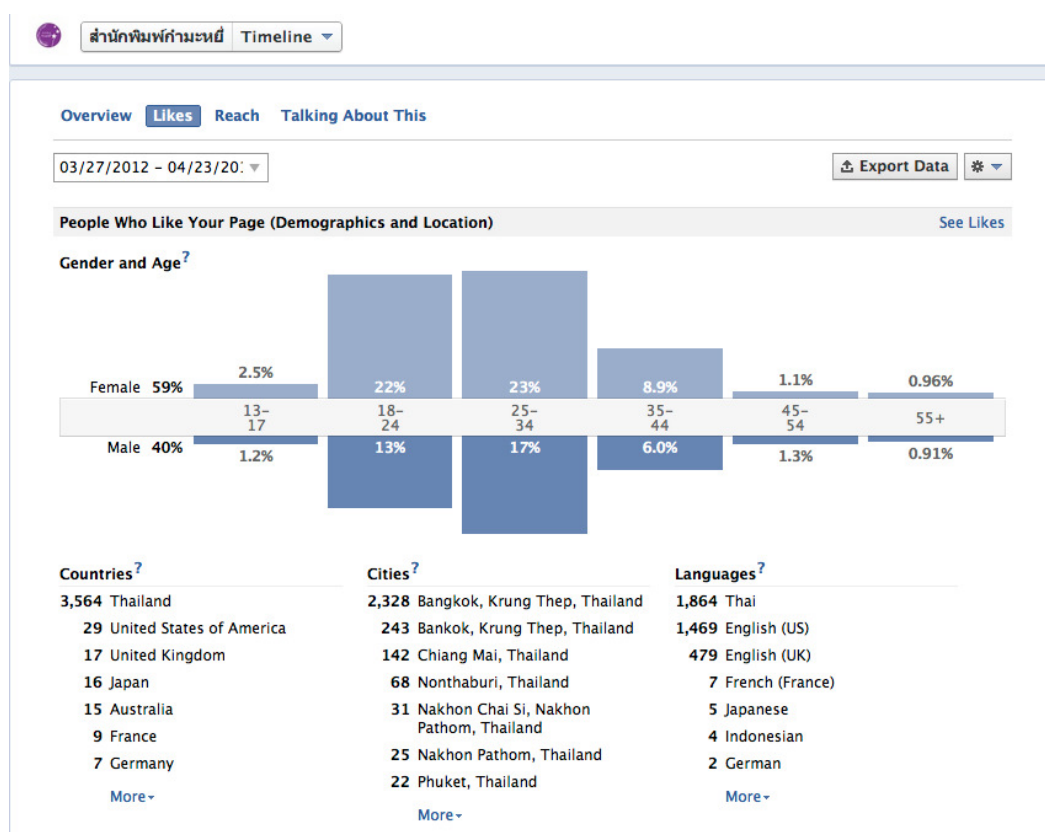 สำนักพิมพ์กำมะหยี่ Timeline
Overview Likes Reach Talking About This
03/27/2012 – 04/23/20
Export Data
People Who Like Your Page (Demographics and Location) See Likes
Gender and Age?
2.5% 1.1% 0.96%
Female 59% 22% 23% 8.9%
13– 18– 25– 35– 45– 55+
17 24 34 44 54
Male 40% 1.2% 13% 17% 6.0% 1.3% 0.91%
Countries?
3,564 Thailand
29 United States of America
17 United Kingdom
16 Japan
15 Australia
9 France
7 Germany
More
Cities?
2,328 Bangkok, Krung Thep, Thailand
243 Bankok, Krung Thep, Thailand
142 Chiang Mai, Thailand
68 Nonthaburi, Thailand
31 Nakhon Chai Si, Nakhon
Pathom, Thailand
25 Nakhon Pathom, Thailand
22 Phuket, Thailand
More
Languages?
1,864 Thai
1,469 English (US)
479 English (UK)
7 French (France)
5 Japanese
4 Indonesian
2 German
More